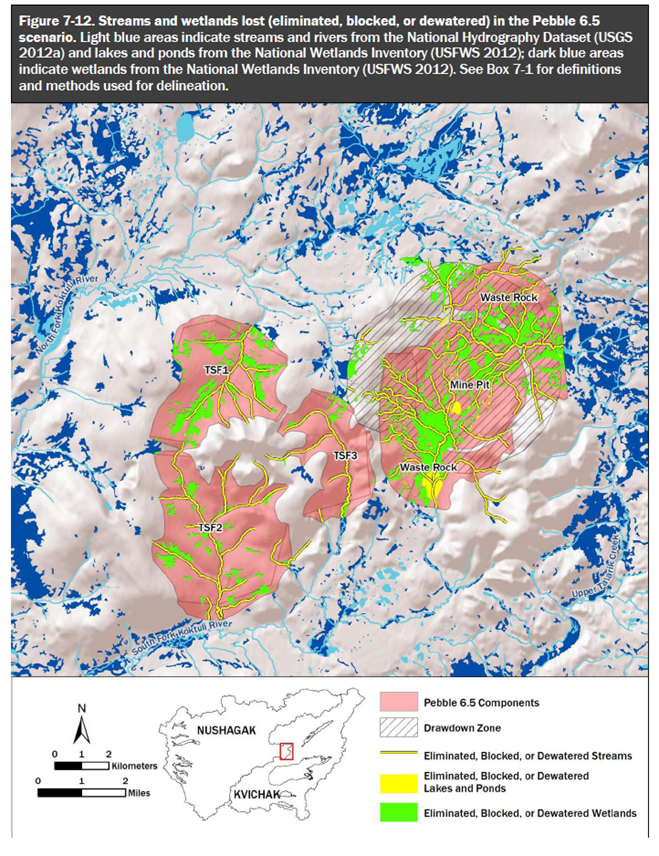 Figure 7-12. Streams and wetlands lost (eliminated, blocked, or dewatered) in the Pebble 6.5
scenario. Light blue areas indicate streams and rivers from the National Hydrography Dataset (USGS
2012a) and lakes and ponds from the National Wetlands Inventory (USFWS 2012); dark blue areas
indicate wetlands from the National Wetlands Inventory (USFWS 2012). See Box 7-1 for definitions
and methods used for delineation.
North Fork Koktuli River
Waste Rock
TSF1
Mine Pit
TSF3
Waste Rock
TSF2
Upper Talarik Creek
South Fork Koktuli River
N
0 1 2
Kilometers
0 1 2
Miles
NUSHAGAK
KVICHAK
Pebble 6.5 Components
Drawdown Zone
Eliminated, Blocked, or Dewatered Streams
Eliminated, Blocked, or Dewatered
Lakes and Ponds
Eliminated, Blocked, or Dewatered Wetlands